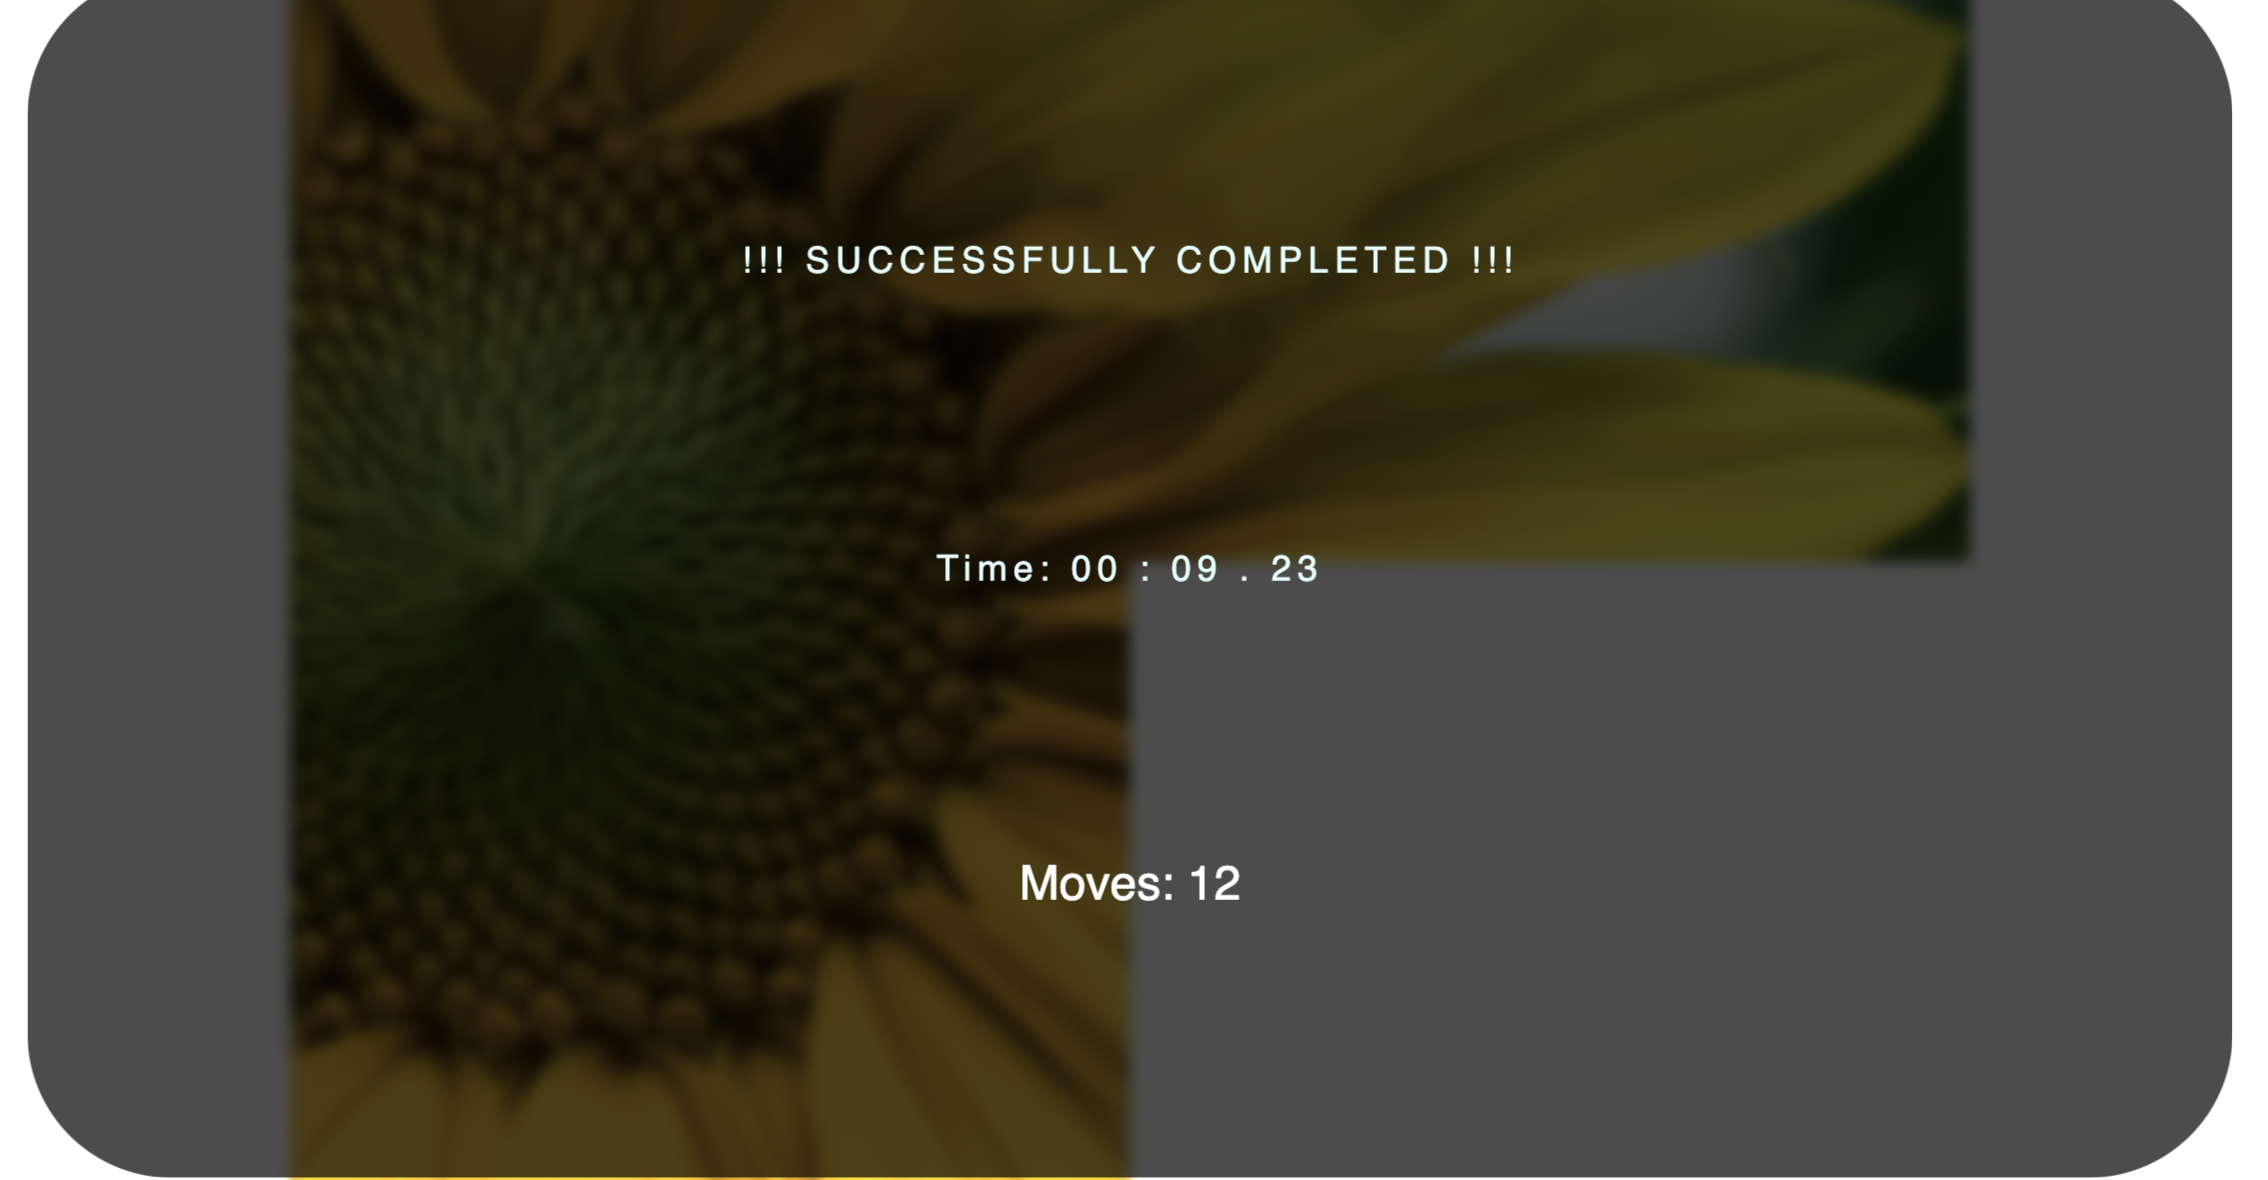 !!! SUCCESSFULLY COMPLETED !!!
Time: 00 : 09 . 23
Moves: 12